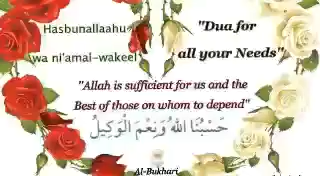 Hasbunallaahu
wa ni'amal-wakeel
"Dua for
all your Needs"
"Allah is sufficient for us and the
Best of those on whom to depend"
حَسْبُنَا اللهُ وَنِعْمَ الْوَكِيلُ
Al-Bukhari